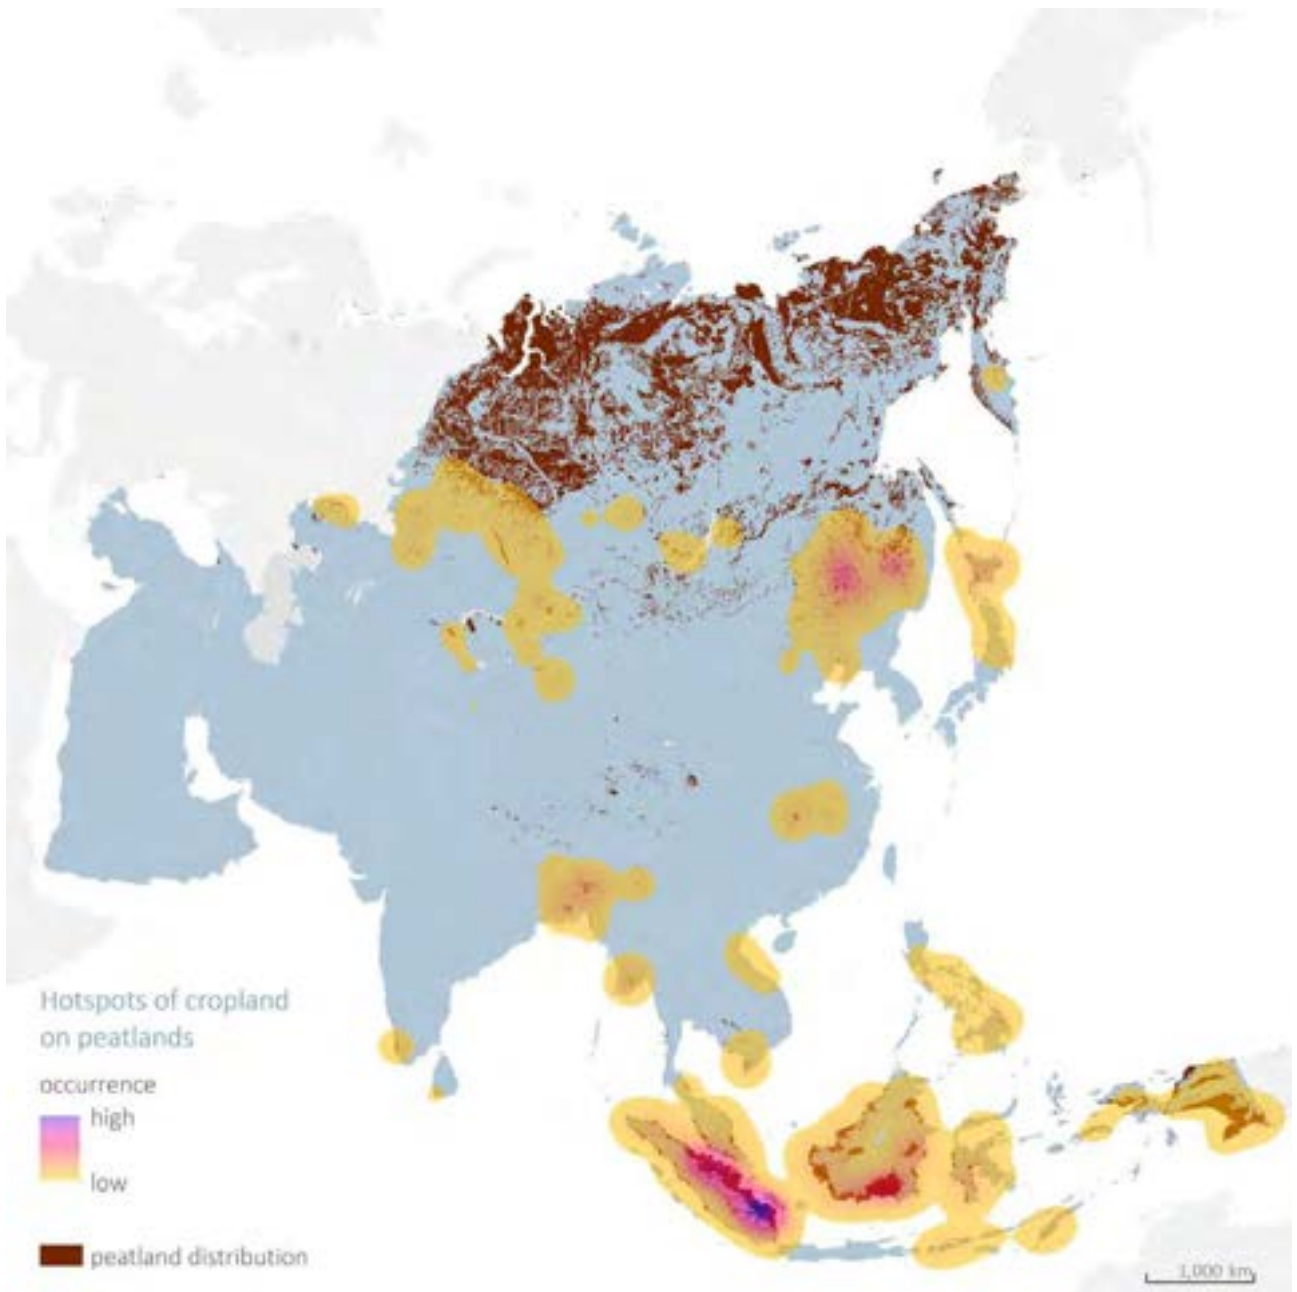 Hotspots of cropland
on peatlands
occurrence
high
low
peatland distribution
1,000 km